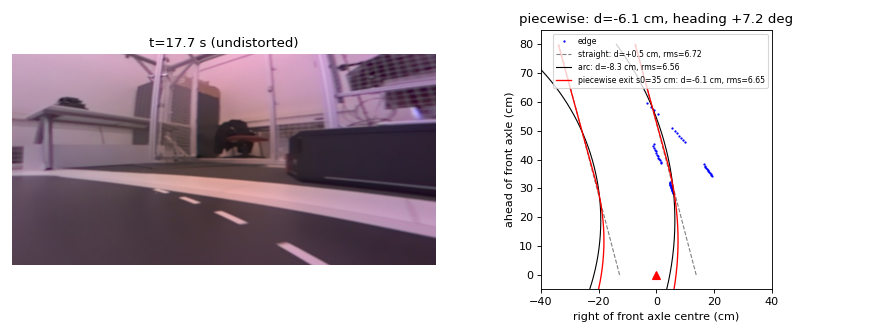 t=17.7 s (undistorted)
piecewise: d=-6.1 cm, heading +7.2 deg
edge
straight: d=+0.5 cm, rms=6.72
arc: d=-8.3 cm, rms=6.56
piecewise exit s0=35 cm: d=-6.1 cm, rms=6.65
ahead of front axle (cm)
80
70
60
50
40
30
20
10
0
−40
−20
0
20
40
right of front axle centre (cm)